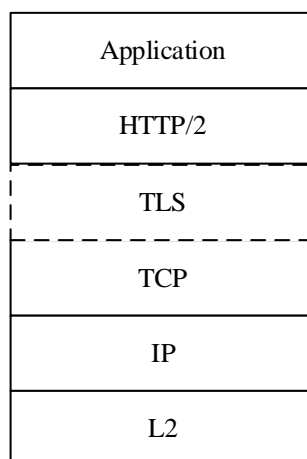 Application
HTTP/2
TLS
TCP
IP
L2